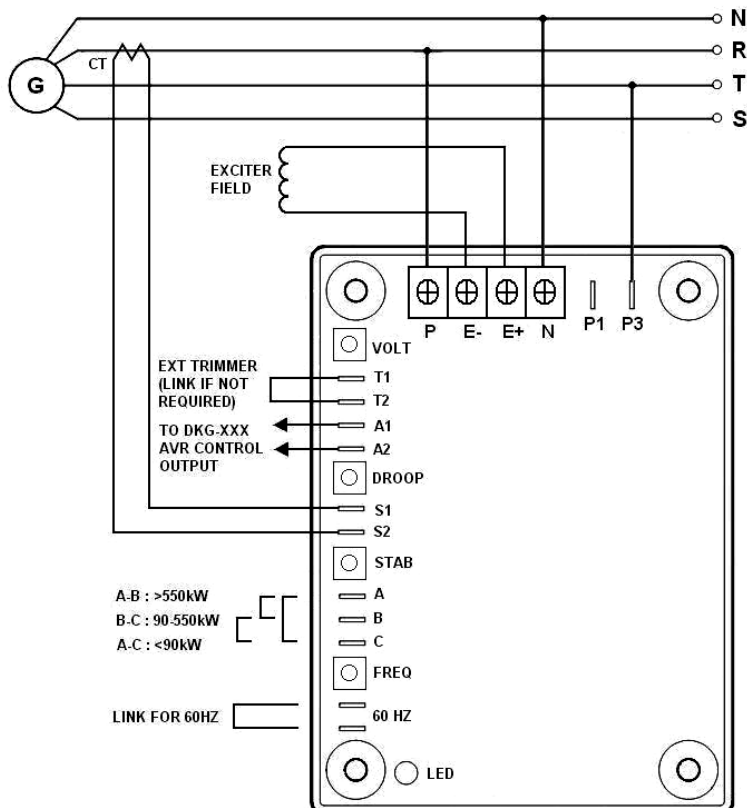 N
R
CT
G
T
S
EXCITER
FIELD
P E- E+ N P1 P3
VOLT
EXT TRIMMER
(LINK IF NOT
REQUIRED)
T1
T2
TO DKG-XXX
AVR CONTROL
OUTPUT
A1
A2
DROOP
S1
S2
STAB
A-B : >550kW
B-C : 90-550kW
A-C : <90kW
A
B
C
FREQ
LINK FOR 60HZ
60 HZ
LED